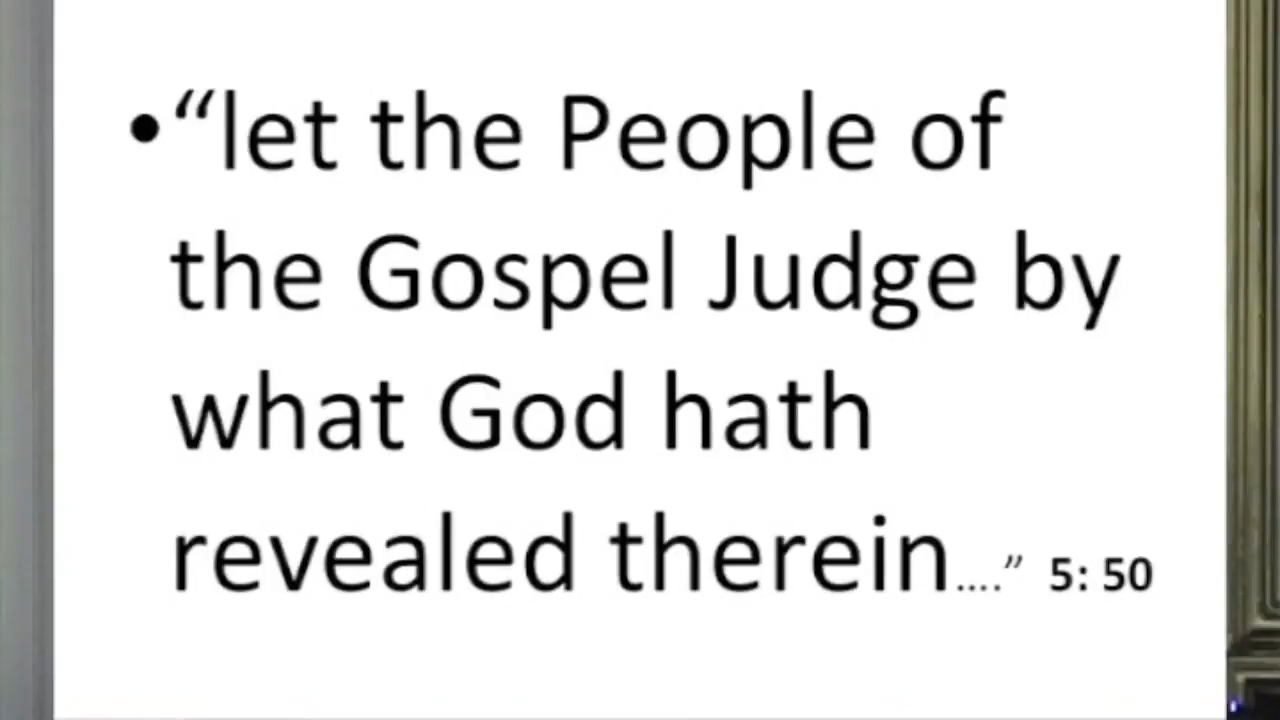 •“let the People of
the Gospel Judge by
what God hath
revealed therein....” 5: 50